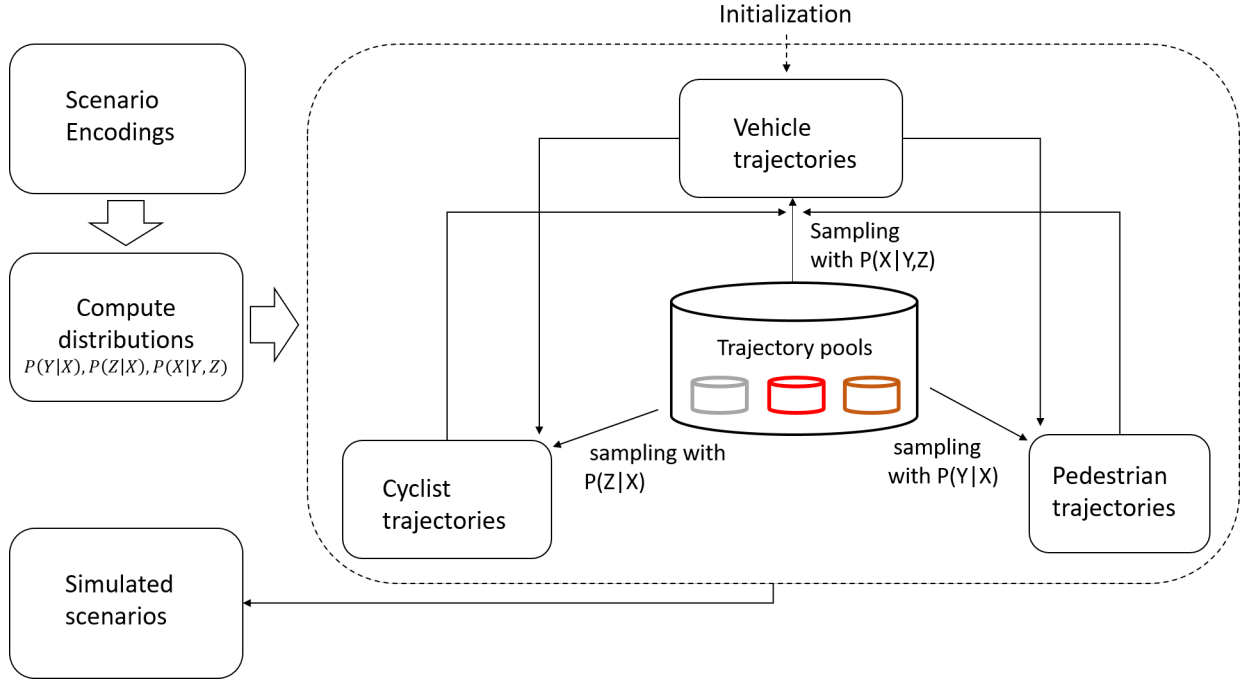 Initialization
Scenario
Encodings
Vehicle
trajectories
Sampling
with P(X|Y,Z)
Compute
distributions
P(Y|X), P(Z|X), P(X|Y, Z)
Trajectory pools
sampling with
P(Z|X)
sampling
with P(Y|X)
Cyclist
trajectories
Pedestrian
trajectories
Simulated
scenarios